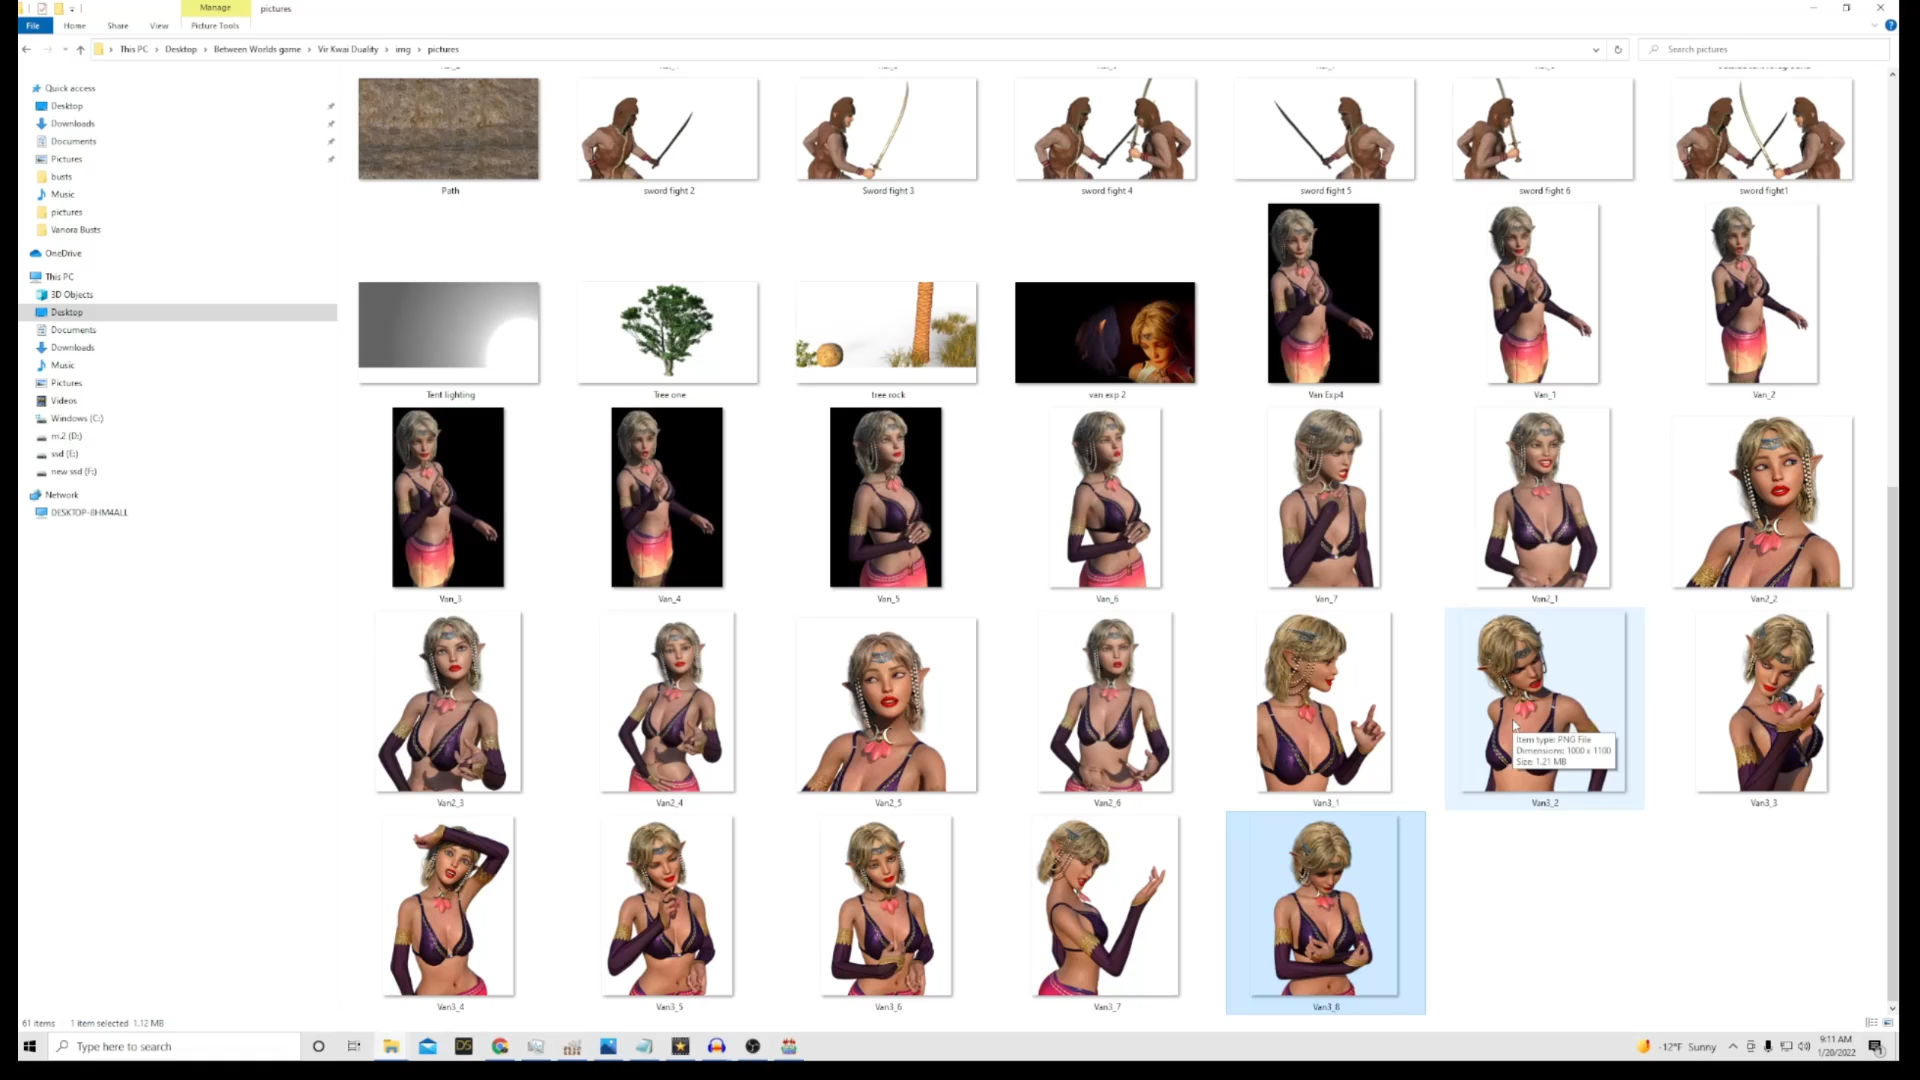 Manage
pictures
File
Home
Share
View
Picture Tools
This PC
Desktop
Between Worlds game
Vir Kwai Duality
img
pictures
Search pictures
Quick access
Desktop
Downloads
Documents
Pictures
busts
Music
pictures
Vanora Busts
OneDrive
This PC
3D Objects
Desktop
Documents
Downloads
Music
Pictures
Videos
Windows (C:)
m.2 (D:)
ssd (E:)
new ssd (F:)
Network
DESKTOP-8HM4ALL
Path
sword fight 2
Sword fight 3
sword fight 4
sword fight 5
sword fight 6
sword fight1
Tent lighting
Tree one
tree rock
van exp 2
Van Exp4
Van_1
Van_2
Van_3
Van_4
Van_5
Van_6
Van_7
Van2_1
Van2_2
Van2_3
Van2_4
Van2_5
Van2_6
Van3_1
Van3_2
Van3_3
Item type: PNG File
Dimensions: 1000 x 1100
Size: 1.21 MB
Van3_4
Van3_5
Van3_6
Van3_7
Van3_8
61 items
1 item selected 1.12 MB
Type here to search
DS
-12°F Sunny
9:11 AM
1/20/2022